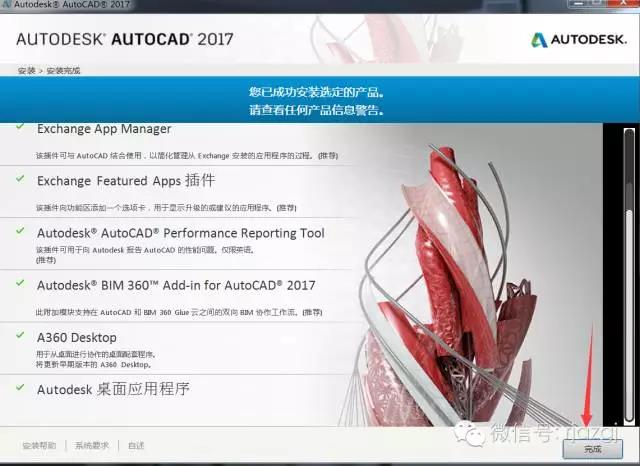 Autodesk® AutoCAD® 2017
AUTODESK® AUTOCAD® 2017
AUTODESK.
安装 > 安装完成
您已成功安装选定的产品。
请查看任何产品信息警告。
Exchange App Manager
该插件可与 AutoCAD 结合使用，以简化管理从 Exchange 安装的应用程序的过程。(推荐)
Exchange Featured Apps 插件
该插件向功能区添加一个选项卡，用于显示升级的或建议的应用程序。(推荐)
Autodesk® AutoCAD® Performance Reporting Tool
该插件可用于向 Autodesk 报告 AutoCAD 的性能问题。仅限英语。
(推荐)
Autodesk® BIM 360™ Add-in for AutoCAD® 2017
此附加模块支持在 AutoCAD 和 BIM 360 Glue 云之间的双向 BIM 协作工作流。(推荐)
A360 Desktop
用于从桌面进行协作的桌面配套程序。
将更新早期版本的 A360 Desktop。
Autodesk 桌面应用程序
安装帮助 | 系统要求 | 自述
微信号: rjazgj
完成